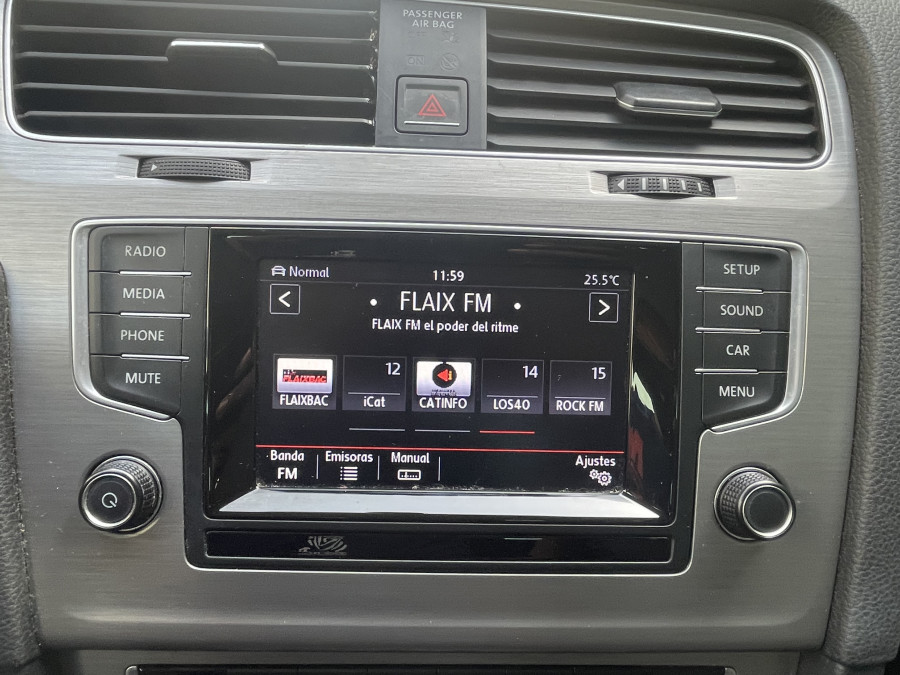 PASSENGER
AIR BAG
ON
RADIO
MEDIA
PHONE
MUTE
Normal
11:59
25.5°C
<
• FLAIX FM •
>
FLAIX FM el poder del ritme
FLAIXBAC
FLAIXBAC
12
iCat
CATINFO
14
LOS40
15
ROCK FM
Banda
FM
Emisoras
Manual
Ajustes
SETUP
SOUND
CAR
MENU